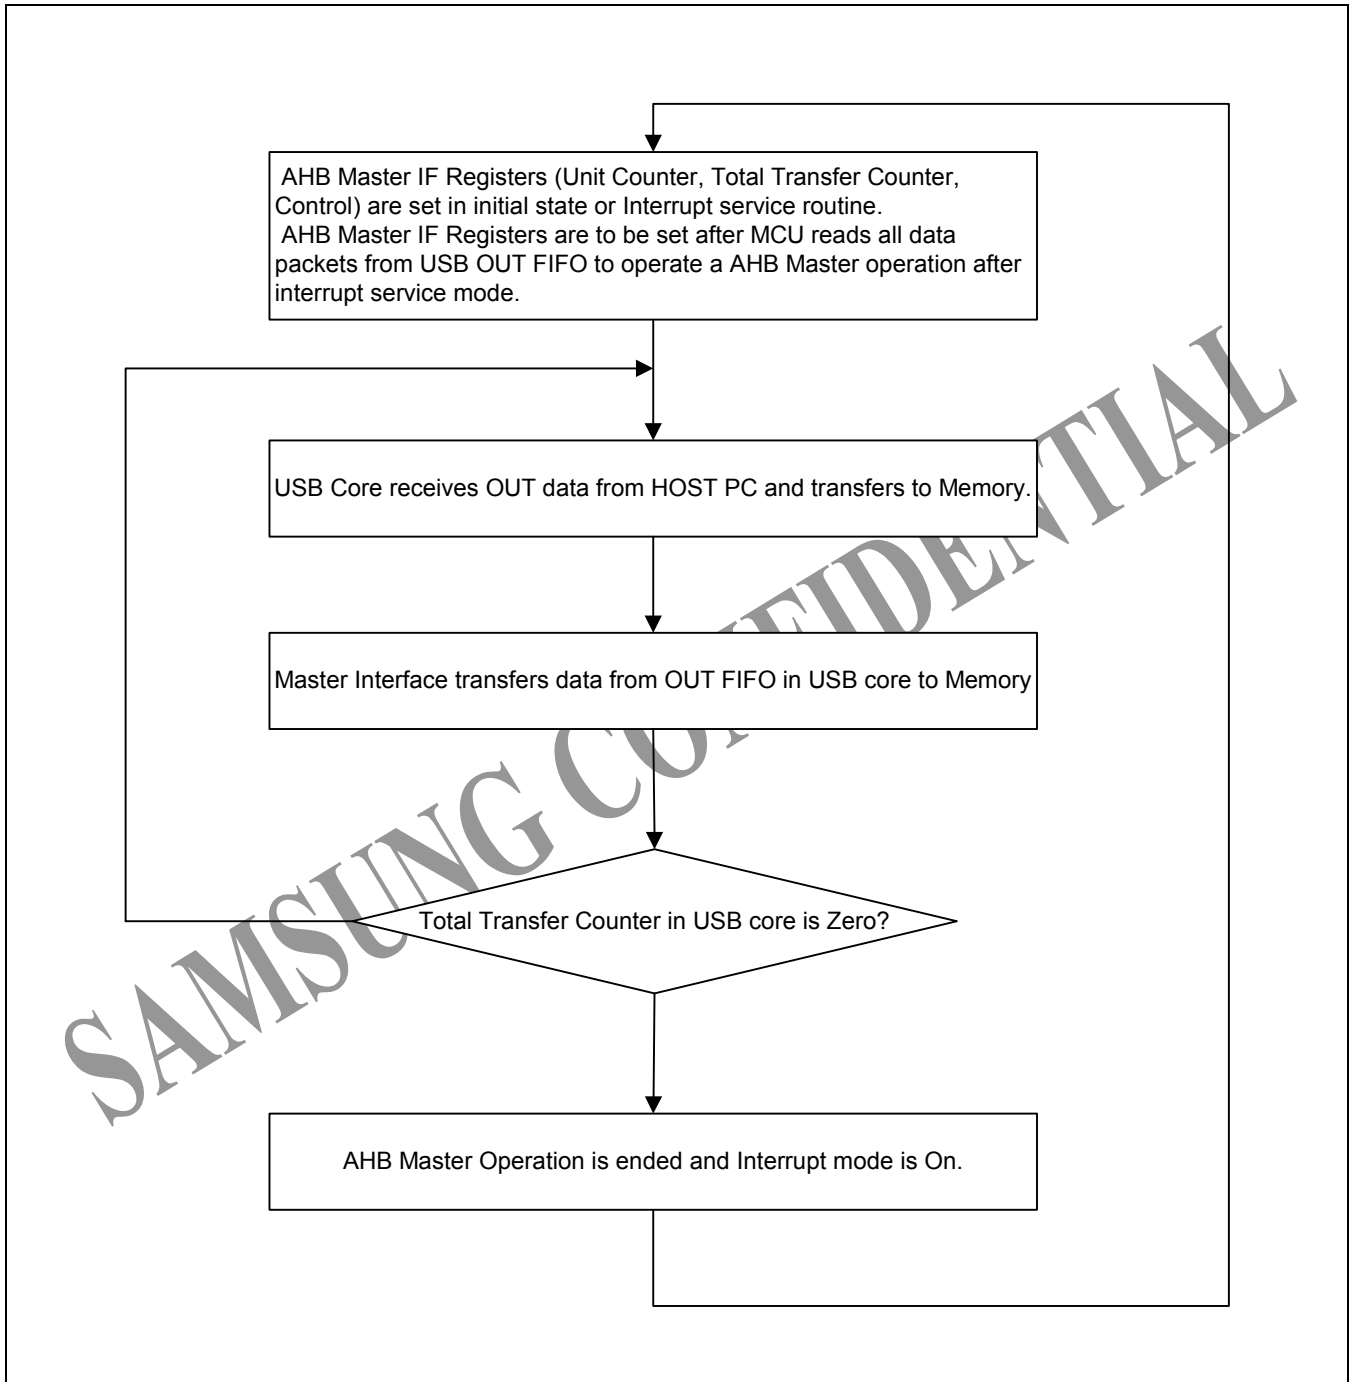 AHB Master IF Registers (Unit Counter, Total Transfer Counter,
Control) are set in initial state or Interrupt service routine.
AHB Master IF Registers are to be set after MCU reads all data
packets from USB OUT FIFO to operate a AHB Master operation after
interrupt service mode.
USB Core receives OUT data from HOST PC and transfers to Memory.
Master Interface transfers data from OUT FIFO in USB core to Memory
Total Transfer Counter in USB core is Zero?
AHB Master Operation is ended and Interrupt mode is On.
SAMSUNG CONFIDENTIAL